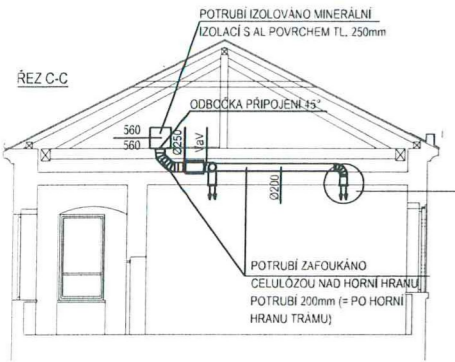 POTRUBÍ IZOLOVÁNO MINERÁLNÍ
IZOLACÍ S AL POVRCHEM TL. 250mm
ŘEZ C-C
ODBOČKA PŘIPOJENÍ 45°
560
560
Ø250
VaV
Ø200
POTRUBÍ ZAFOUKÁNO
CELULÓZOU NAD HORNÍ HRANU
POTRUBÍ 200mm (= PO HORNÍ
HRANU TRÁMU)